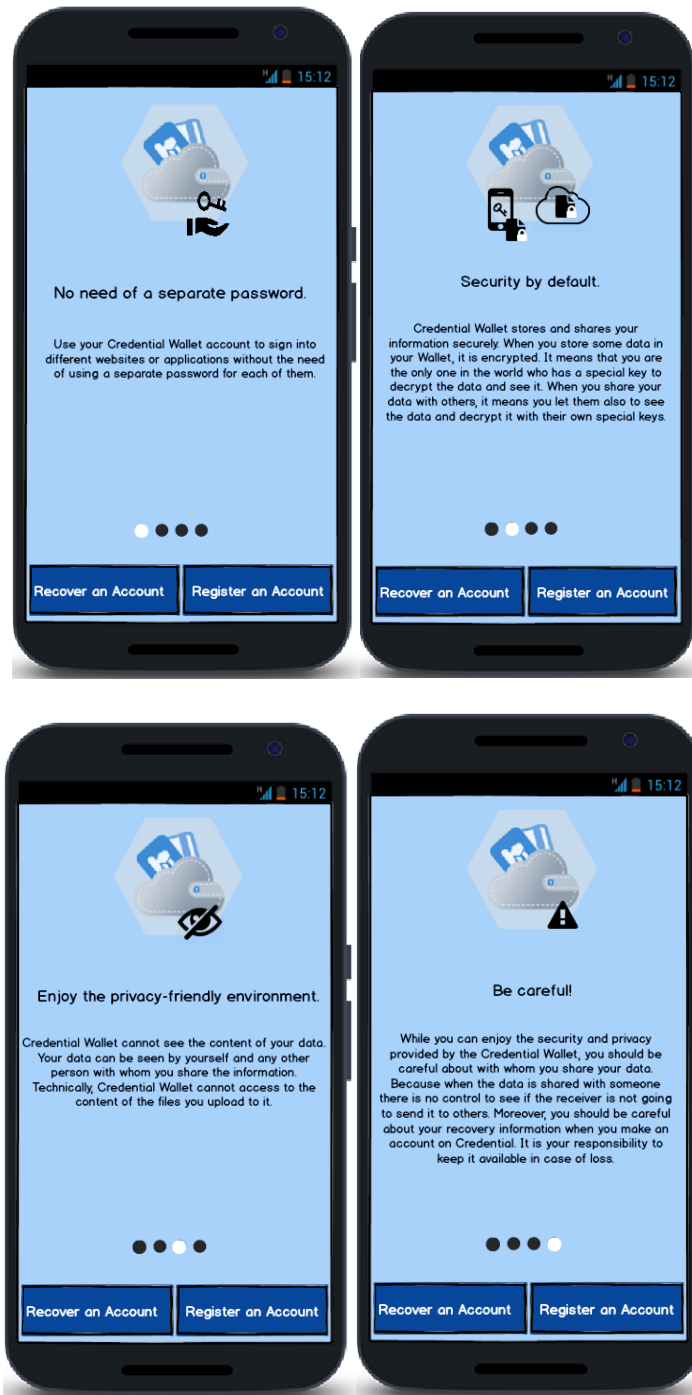 H 15:12
No need of a separate password.
Use your Credential Wallet account to sign into
different websites or applications without the need
of using a separate password for each of them.
Recover an Account
Register an Account
H 15:12
Security by default.
Credential Wallet stores and shares your
information securely. When you store some data in
your Wallet, it is encrypted. It means that you are
the only one in the world who has a special key to
decrypt the data and see it. When you share your
data with others, it means you let them also to see
the data and decrypt it with their own special keys.
Recover an Account
Register an Account
H 15:12
Enjoy the privacy-friendly environment.
Credential Wallet cannot see the content of your data.
Your data can be seen by yourself and any other
person with whom you share the information.
Technically, Credential Wallet cannot access to the
content of the files you upload to it.
Recover an Account
Register an Account
H 15:12
Be careful!
While you can enjoy the security and privacy
provided by the Credential Wallet, you should be
careful about with whom you share your data.
Because when the data is shared with someone
there is no control to see if the receiver is not going
to send it to others. Moreover, you should be careful
about your recovery information when you make an
account on Credential. It is your responsibility to
keep it available in case of loss.
Recover an Account
Register an Account